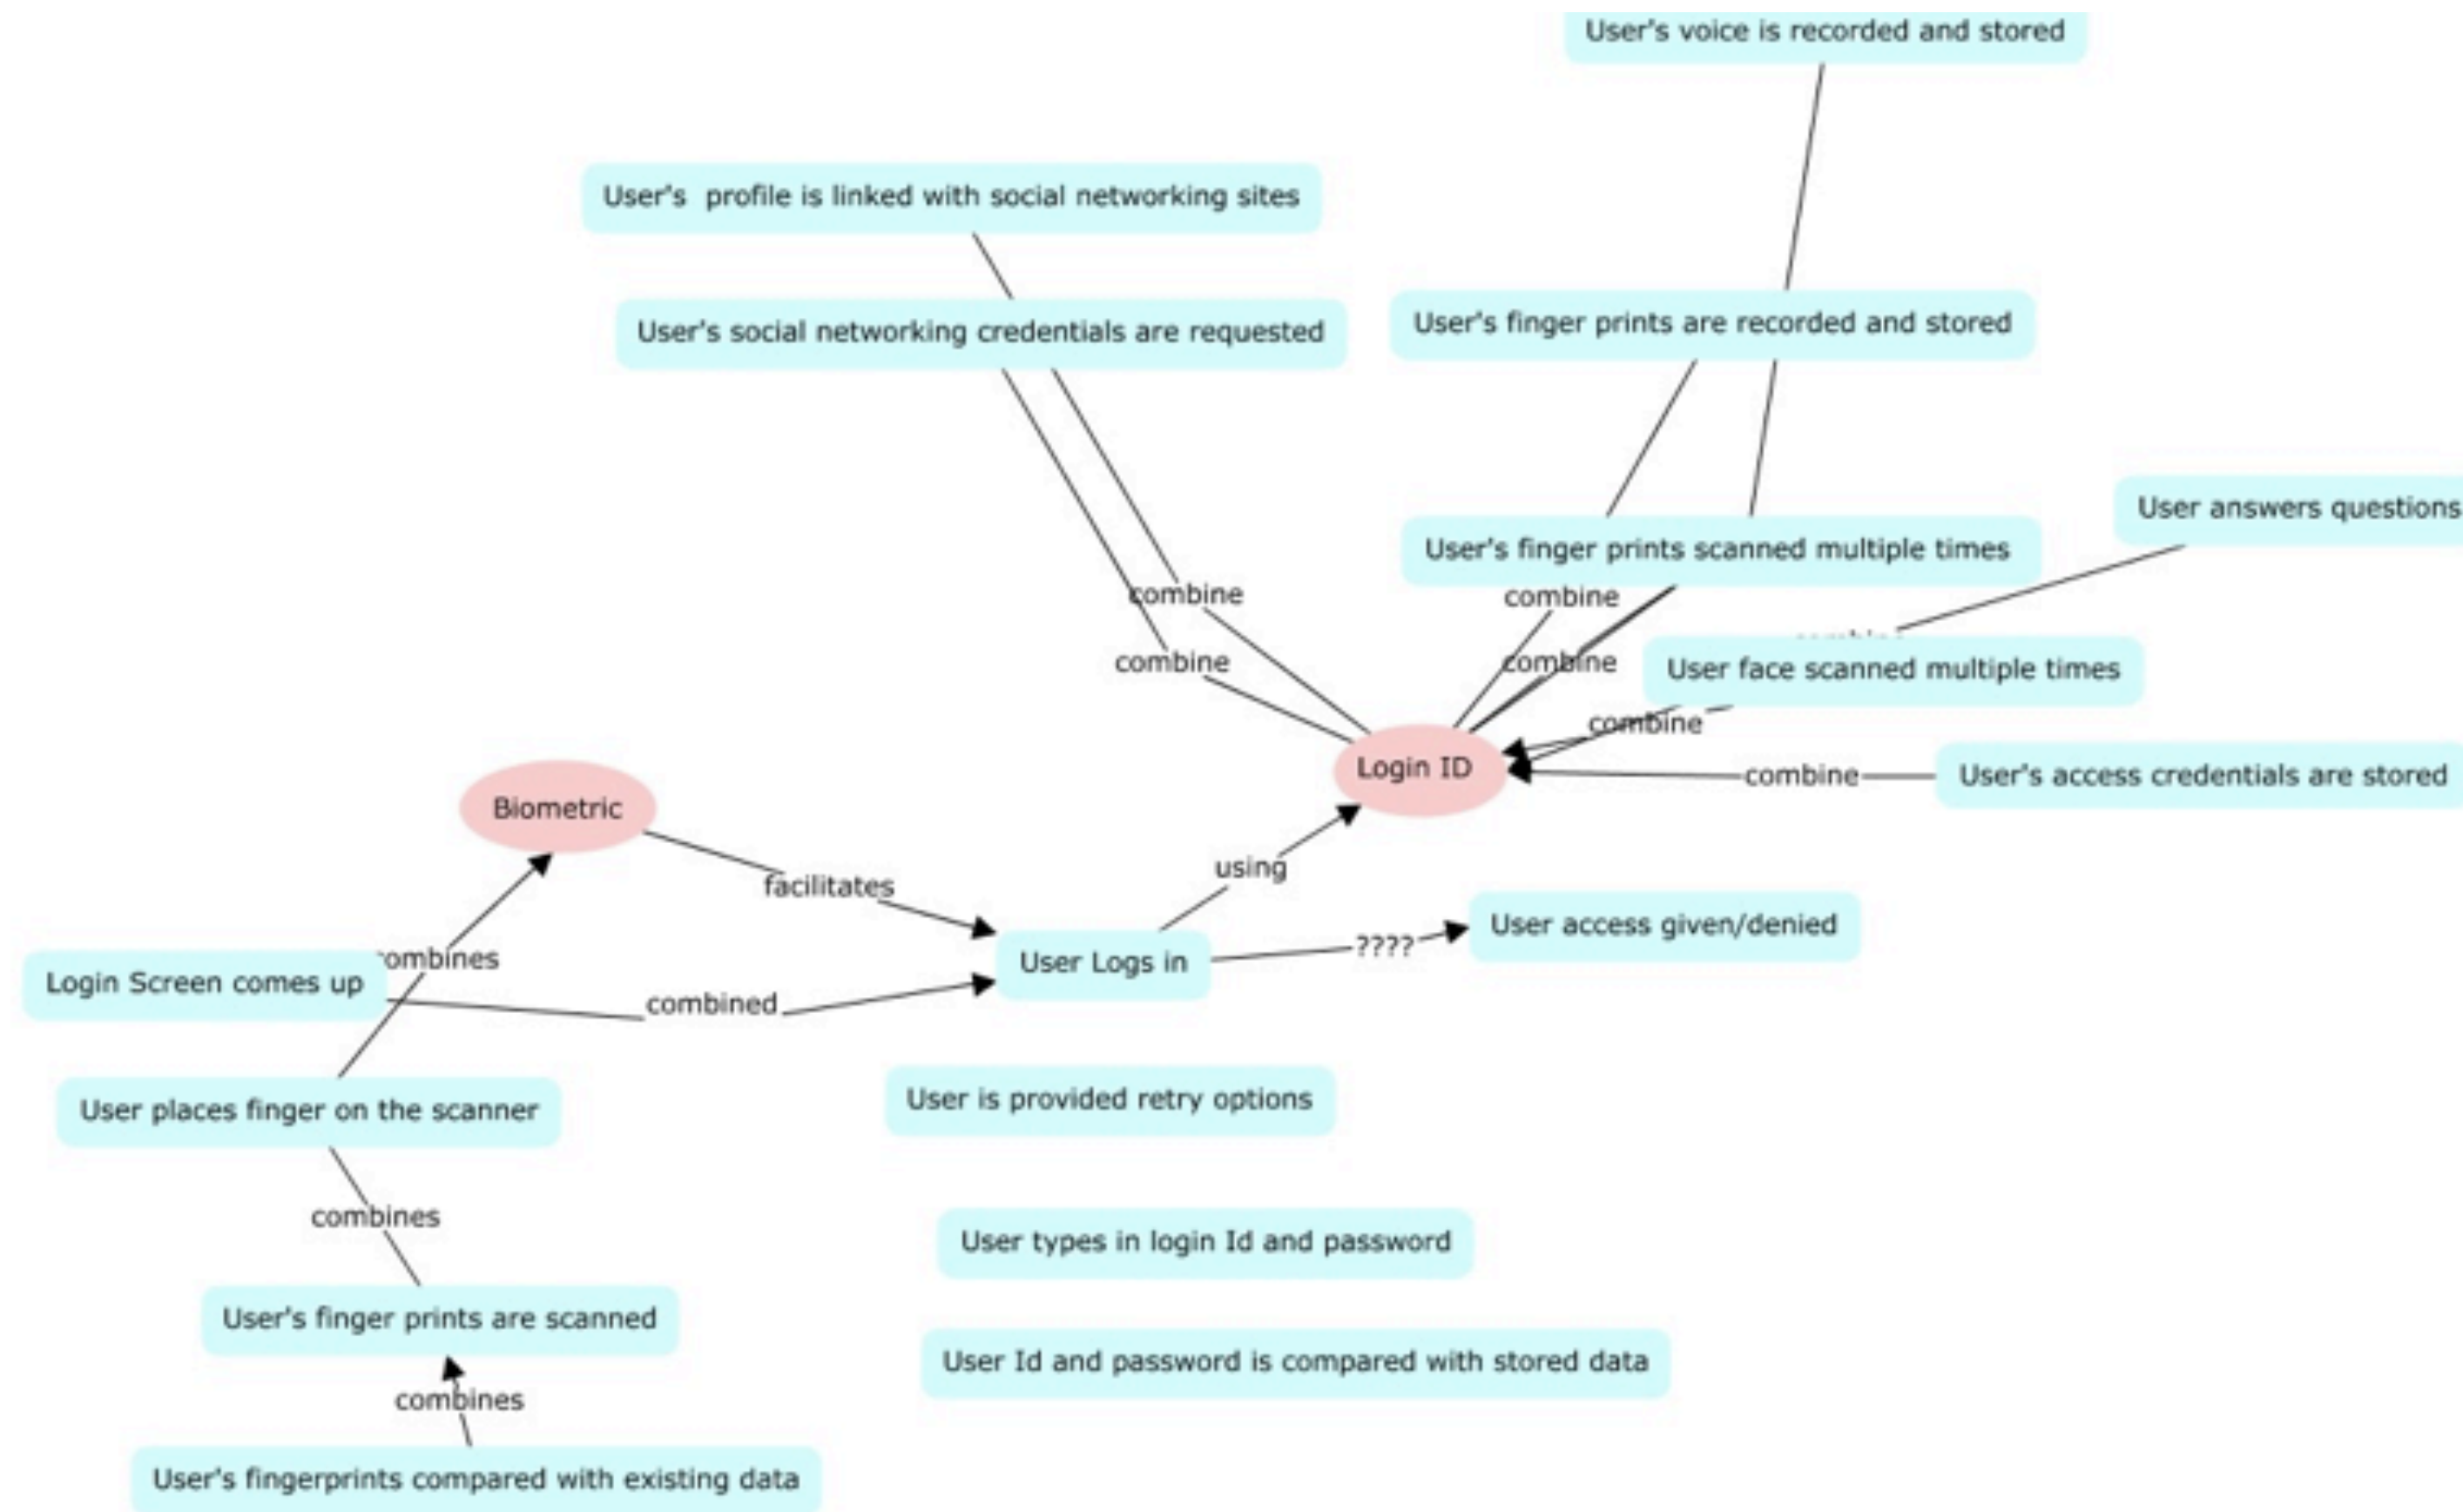 User's voice is recorded and stored
User's  profile is linked with social networking sites
User's social networking credentials are requested
User's finger prints are recorded and stored
User answers questions
User's finger prints scanned multiple times
combine
combine
combine
combine
User face scanned multiple times
combine
Login ID
combine
User's access credentials are stored
Biometric
using
facilitates
User access given/denied
????
User Logs in
combines
Login Screen comes up
combined
User places finger on the scanner
User is provided retry options
combines
User types in login Id and password
User's finger prints are scanned
User Id and password is compared with stored data
combines
User's fingerprints compared with existing data